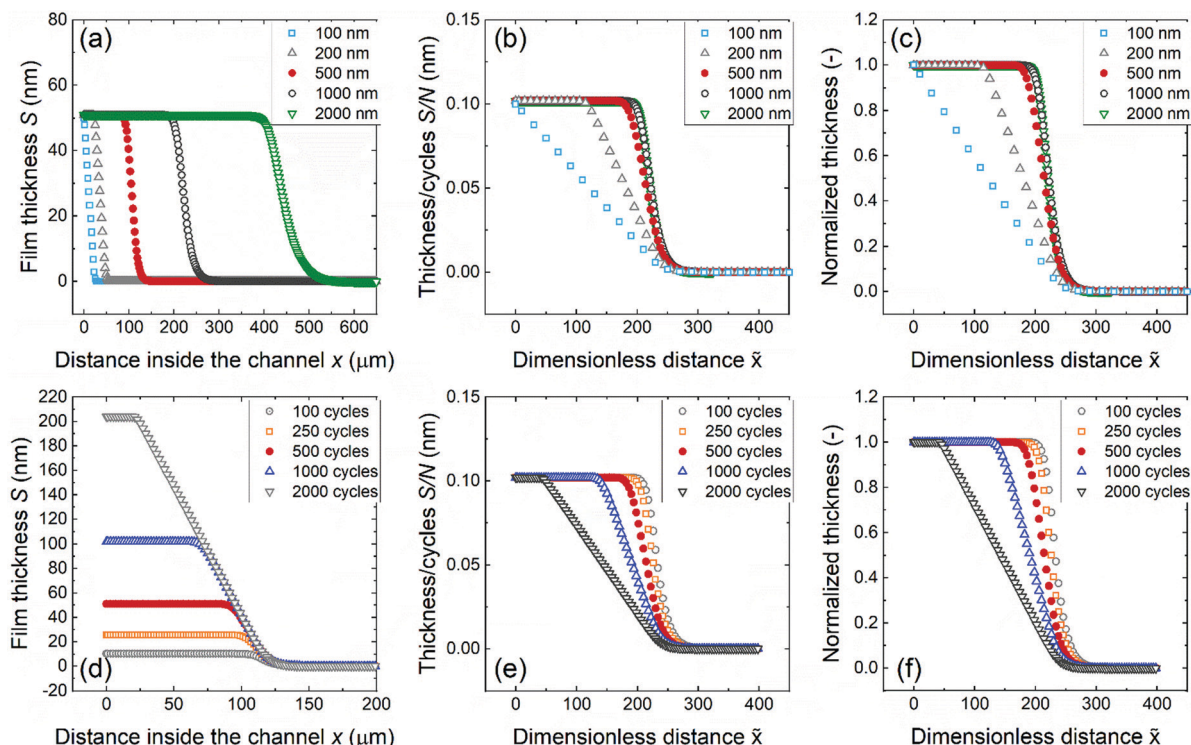 (a)
100 nm
200 nm
500 nm
1000 nm
2000 nm
Film thickness S (nm)
60
40
20
0
0 100 200 300 400 500 600
Distance inside the channel x (μm)
(b)
100 nm
200 nm
500 nm
1000 nm
2000 nm
Thickness/cycles S/N (nm)
0.15
0.10
0.05
0.00
0 100 200 300 400
Dimensionless distance x̃
(c)
100 nm
200 nm
500 nm
1000 nm
2000 nm
Normalized thickness (-)
1.2
1.0
0.8
0.6
0.4
0.2
0.0
0 100 200 300 400
Dimensionless distance x̃
(d)
100 cycles
250 cycles
500 cycles
1000 cycles
2000 cycles
Film thickness S (nm)
220
200
180
160
140
120
100
80
60
40
20
0
-20
0 50 100 150 200
Distance inside the channel x (μm)
(e)
100 cycles
250 cycles
500 cycles
1000 cycles
2000 cycles
Thickness/cycles S/N (nm)
0.15
0.10
0.05
0.00
0 100 200 300 400
Dimensionless distance x̃
(f)
100 cycles
250 cycles
500 cycles
1000 cycles
2000 cycles
Normalized thickness (-)
1.2
1.0
0.8
0.6
0.4
0.2
0.0
0 100 200 300 400
Dimensionless distance x̃